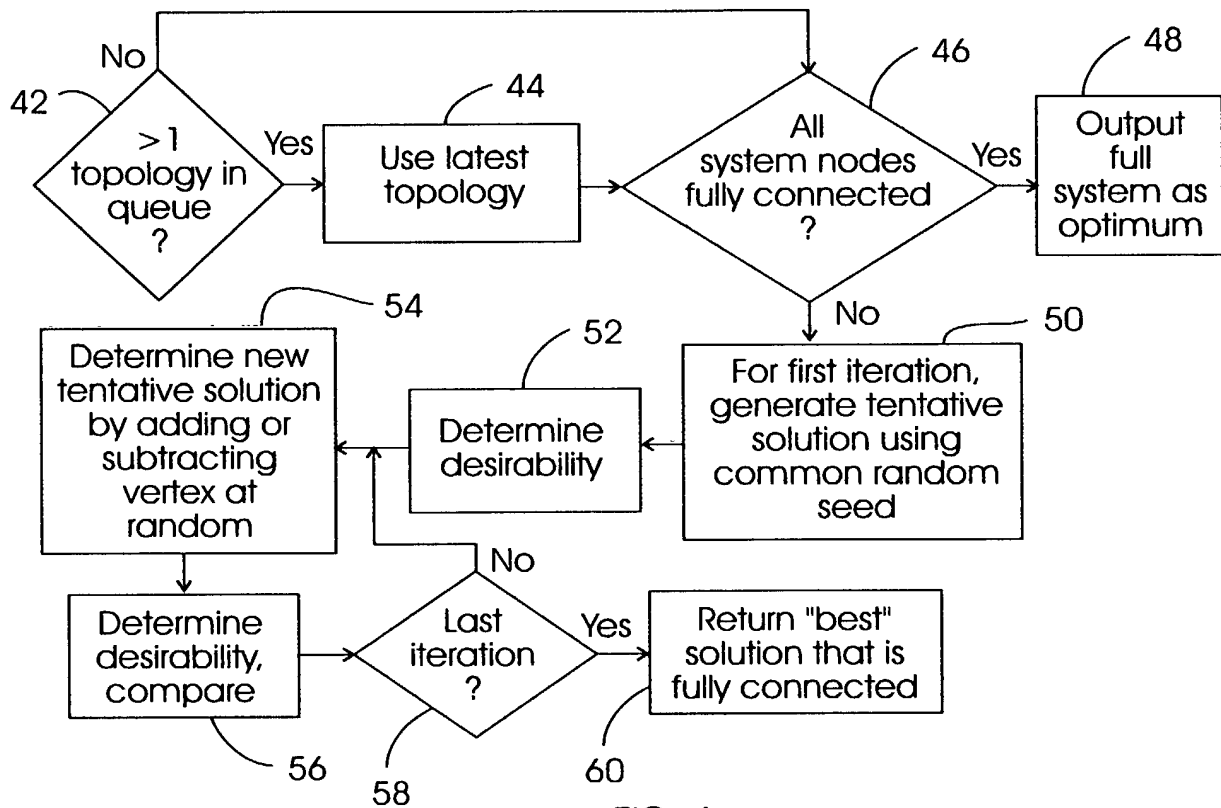 No
42
>1
topology in
queue
?
Yes
44
Use latest
topology
46
All
system nodes
fully connected
?
Yes
48
Output
full
system as
optimum
No
50
For first iteration,
generate tentative
solution using
common random
seed
52
Determine
desirability
54
Determine new
tentative solution
by adding or
subtracting
vertex at
random
56
Determine
desirability,
compare
58
Last
iteration
?
No
Yes
60
Return "best"
solution that is
fully connected